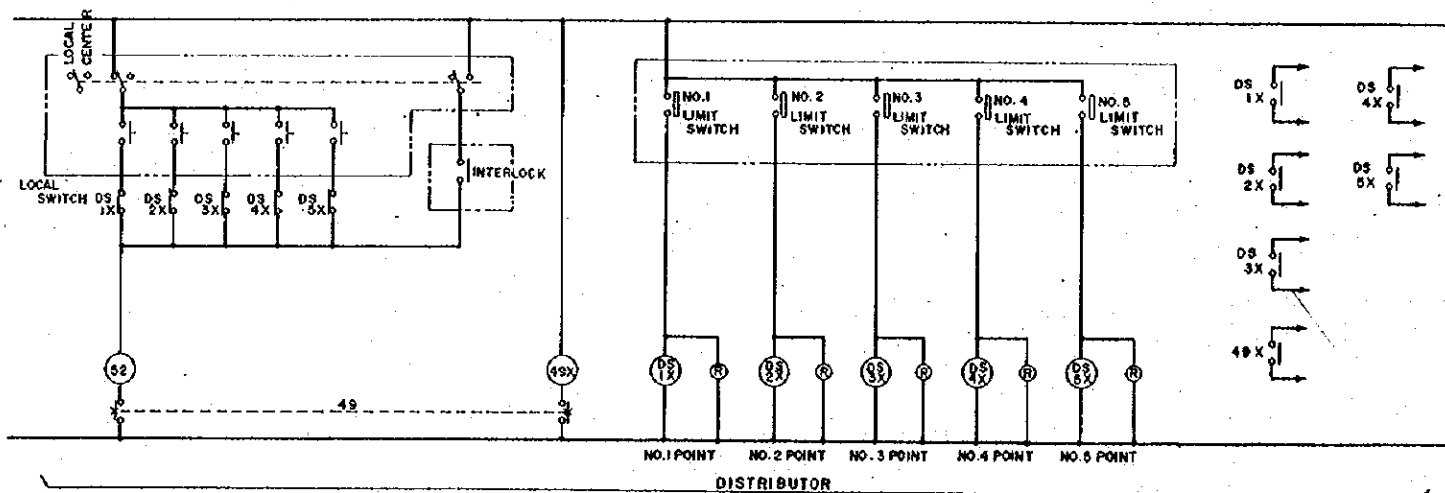 LOCAL
CENTER
LOCAL
SWITCH
DS
1X
DS
2X
DS
3X
DS
4X
DS
5X
INTERLOCK
NO.1
LIMIT
SWITCH
NO.2
LIMIT
SWITCH
NO.3
LIMIT
SWITCH
NO.4
LIMIT
SWITCH
NO.5
LIMIT
SWITCH
DS
1X
DS
4X
DS
2X
DS
5X
DS
3X
49X
52
49X
DS
1X
R
DS
2X
R
DS
3X
R
DS
4X
R
DS
5X
R
49
NO.1 POINT
NO.2 POINT
NO.3 POINT
NO.4 POINT
NO.5 POINT
DISTRIBUTOR